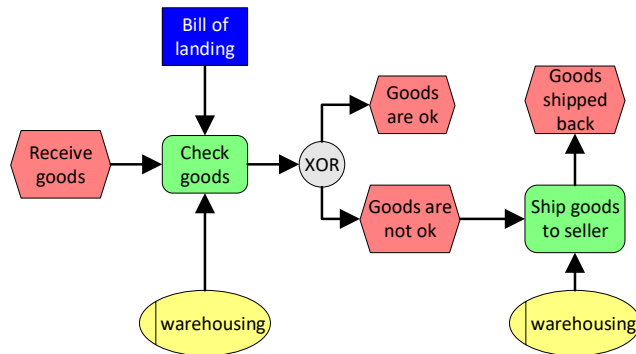 Bill of
landing
Goods
are ok
Goods
shipped
back
Receive
goods
Check
goods
XOR
Goods are
not ok
Ship goods
to seller
warehousing
warehousing